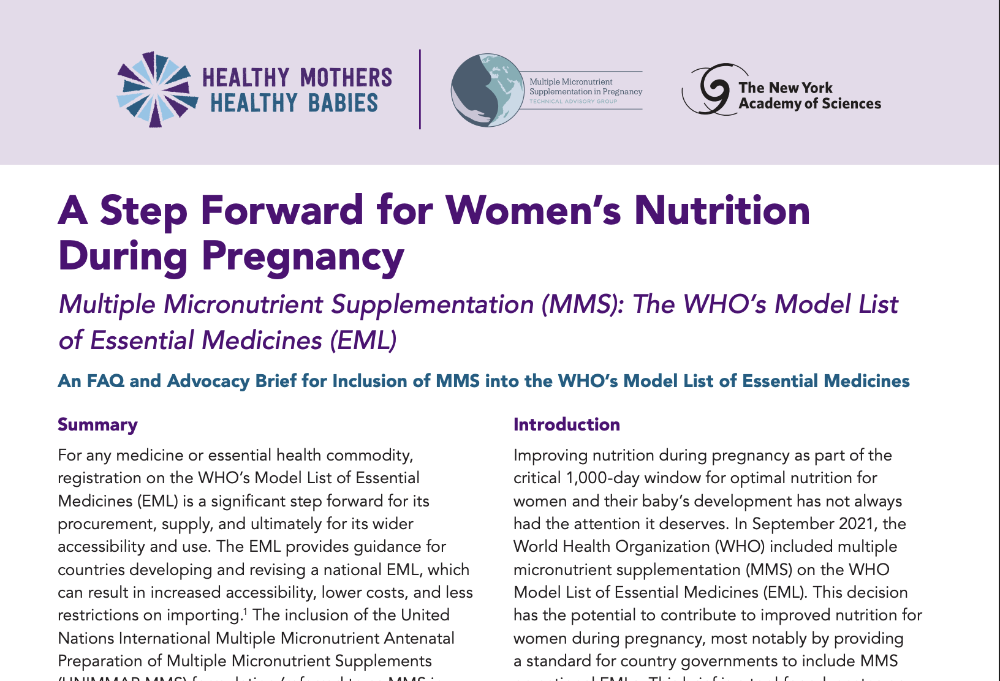 HEALTHY MOTHERS
HEALTHY BABIES
Multiple Micronutrient
Supplementation in Pregnancy
TECHNICAL ADVISORY GROUP
The New York
Academy of Sciences
A Step Forward for Women’s Nutrition
During Pregnancy
Multiple Micronutrient Supplementation (MMS): The WHO’s Model List
of Essential Medicines (EML)
An FAQ and Advocacy Brief for Inclusion of MMS into the WHO’s Model List of Essential Medicines
Summary
For any medicine or essential health commodity,
registration on the WHO’s Model List of Essential
Medicines (EML) is a significant step forward for its
procurement, supply, and ultimately for its wider
accessibility and use. The EML provides guidance for
countries developing and revising a national EML, which
can result in increased accessibility, lower costs, and less
restrictions on importing.¹ The inclusion of the United
Nations International Multiple Micronutrient Antenatal
Preparation of Multiple Micronutrient Supplements
Introduction
Improving nutrition during pregnancy as part of the
critical 1,000-day window for optimal nutrition for
women and their baby’s development has not always
had the attention it deserves. In September 2021, the
World Health Organization (WHO) included multiple
micronutrient supplementation (MMS) on the WHO
Model List of Essential Medicines (EML). This decision
has the potential to contribute to improved nutrition for
women during pregnancy, most notably by providing
a standard for country governments to include MMS